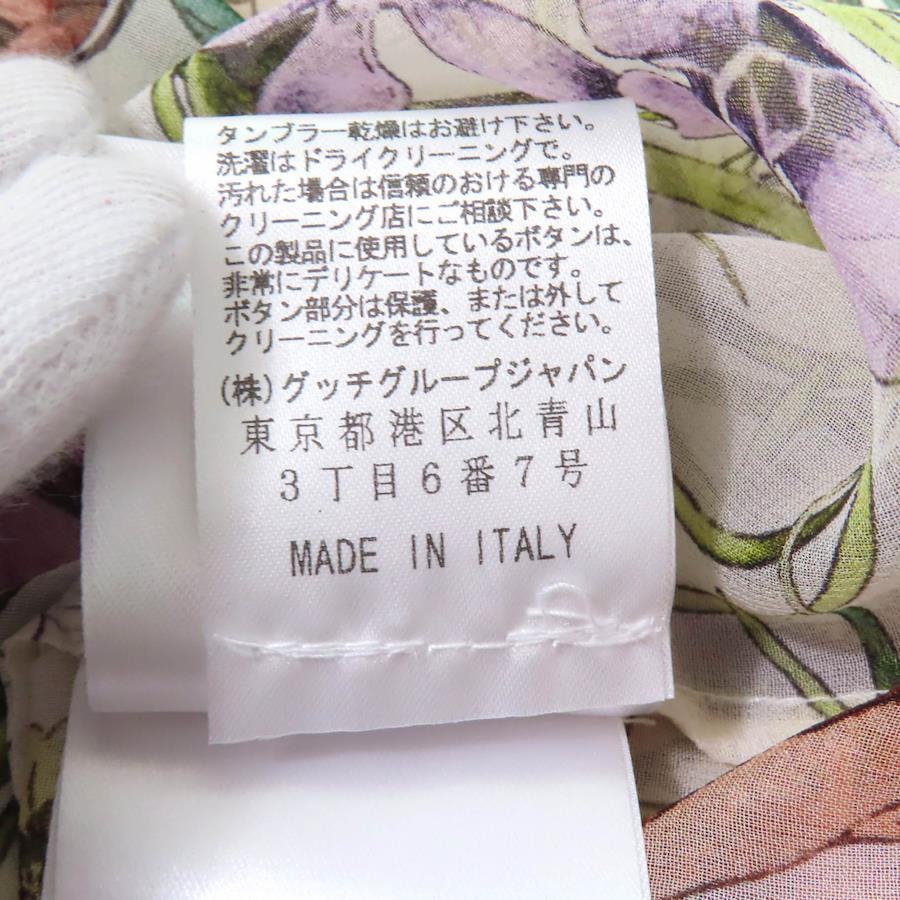 タンブラー乾燥はお避け下さい。
洗濯はドライクリーニングで。
汚れた場合は信頼のおける専門の
クリーニング店にご相談下さい。
この製品に使用しているボタンは、
非常にデリケートなものです。
ボタン部分は保護、または外して
クリーニングを行ってください。
(株)グッチグループジャパン
東京都港区北青山
3丁目6番7号
MADE IN ITALY